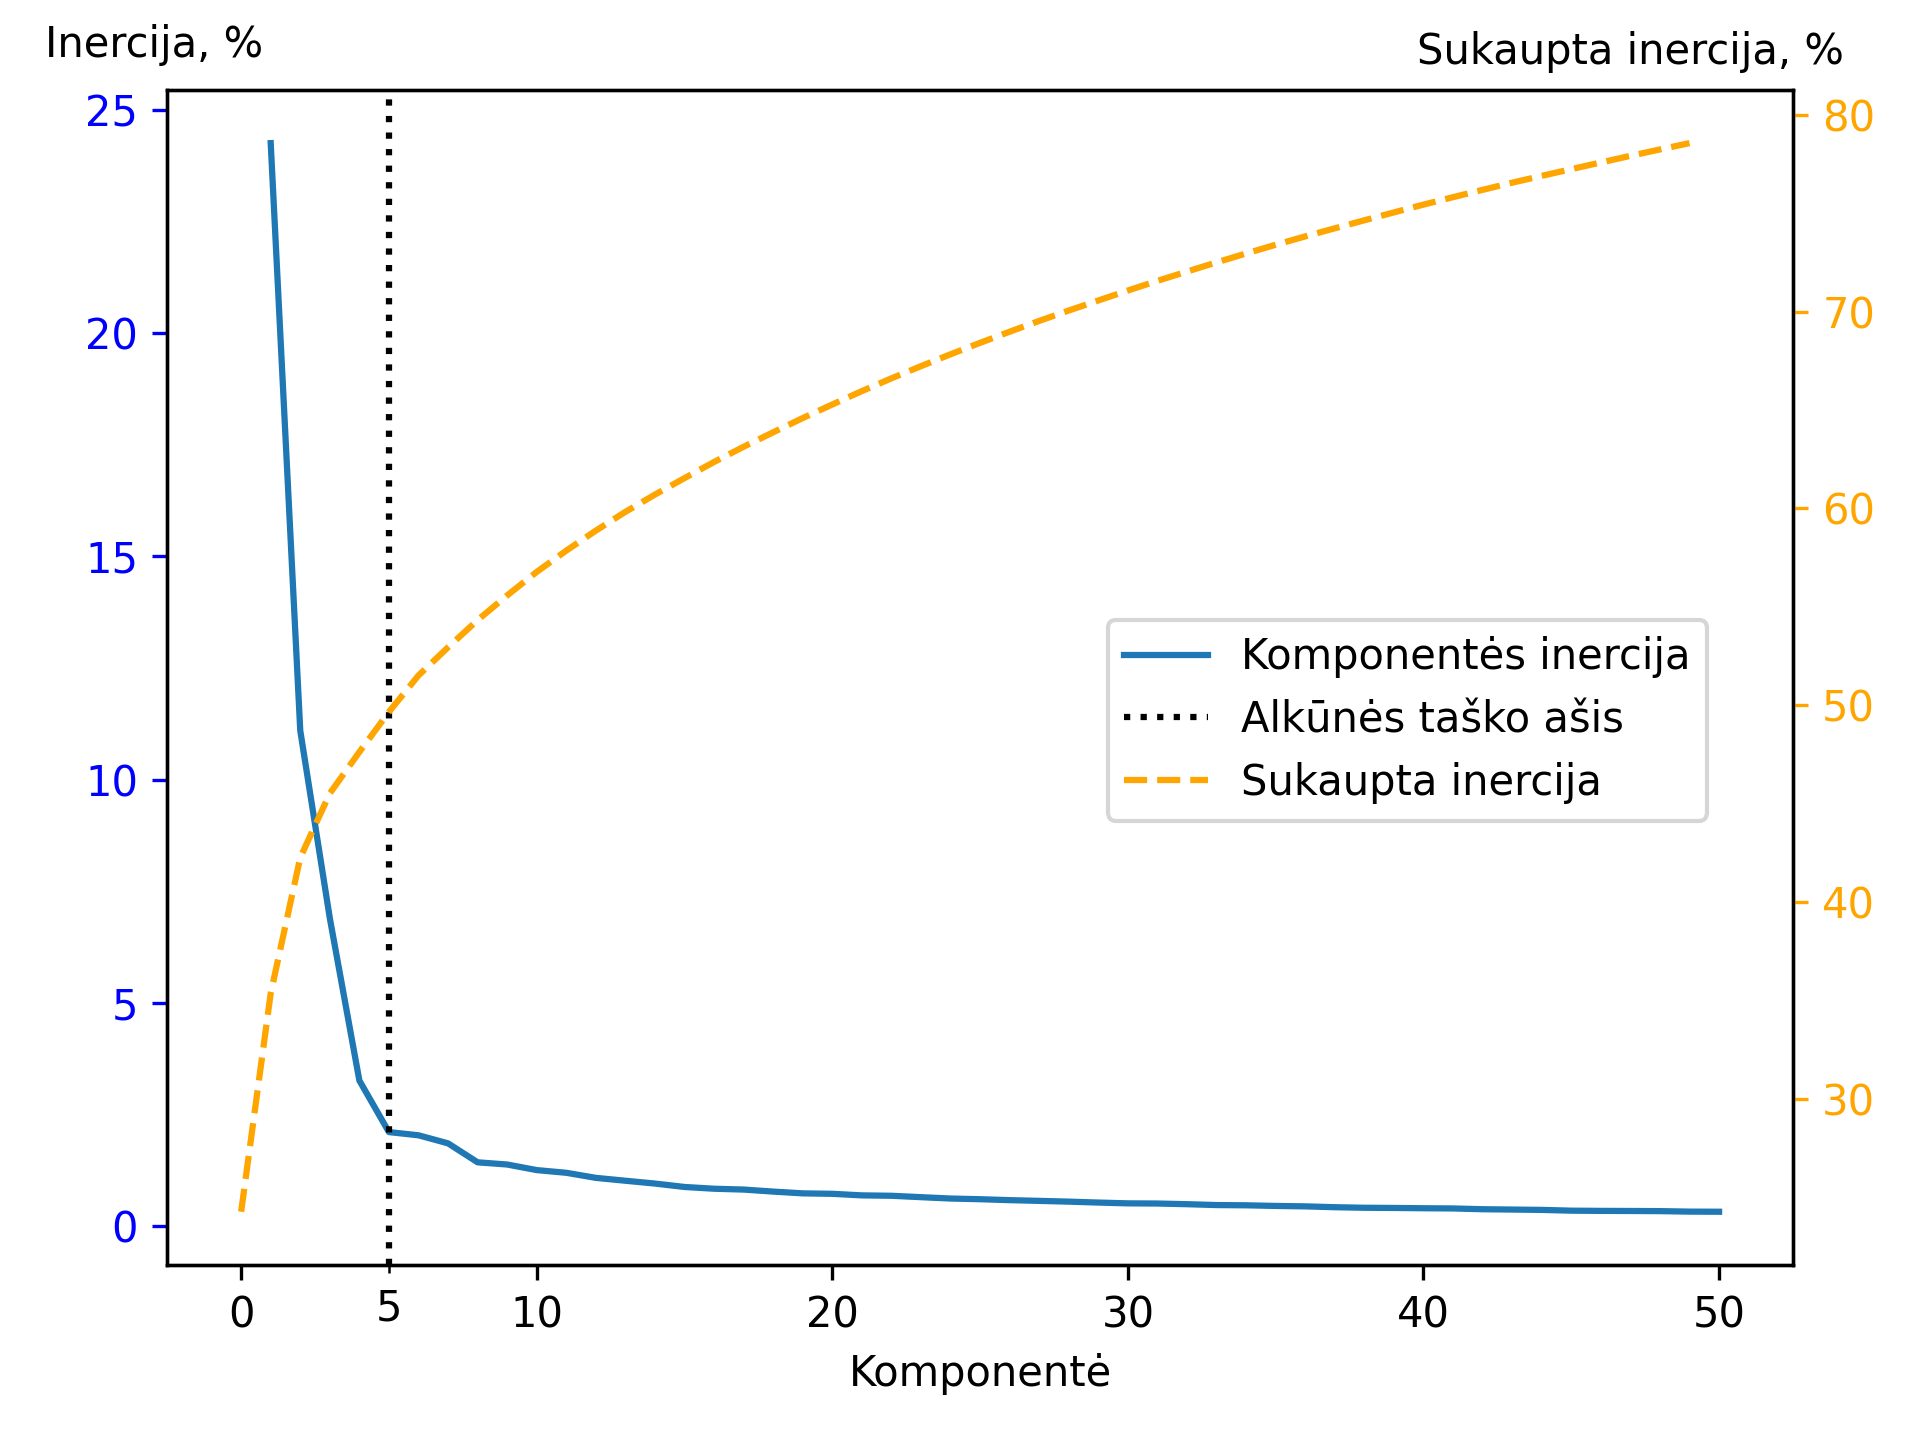 Inercija, %
Sukaupta inercija, %
25
20
15
10
5
0
80
70
60
50
40
30
Komponentės inercija
Alkūnės taško ašis
Sukaupta inercija
0 5 10 20 30 40 50
Komponentė